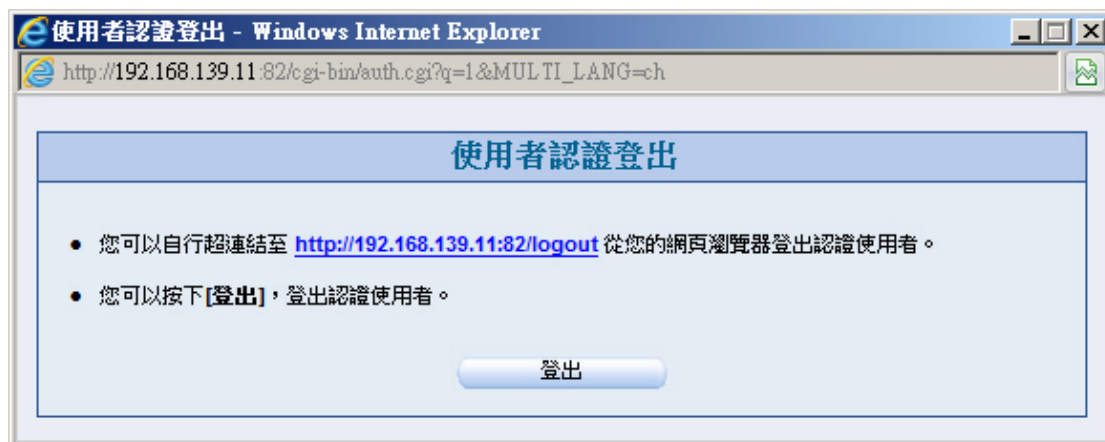 使用者認證登出 - Windows Internet Explorer
http://192.168.139.11:82/cgi-bin/auth.cgi?q=1&MULTI_LANG=ch
使用者認證登出
● 您可以自行超連結至 http://192.168.139.11:82/logout 從您的網頁瀏覽器登出認證使用者。
● 您可以按下[登出]，登出認證使用者。
登出